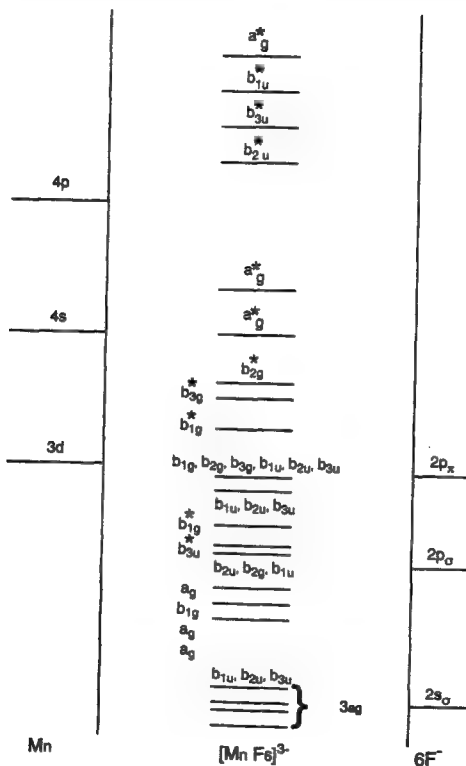 a*g
b*1u
b*3u
b*2u
4p
a*g
4s
a*g
b*2g
b*3g
b*1g
3d
b1g, b2g, b3g, b1u, b2u, b3u
2pπ
b1u, b2u, b3u
b*1g
b*3u
2pσ
b2u, b2g, b1u
ag
b1g
ag
ag
b1u, b2u, b3u
3ag
2sσ
Mn
[Mn F6]3-
6F-